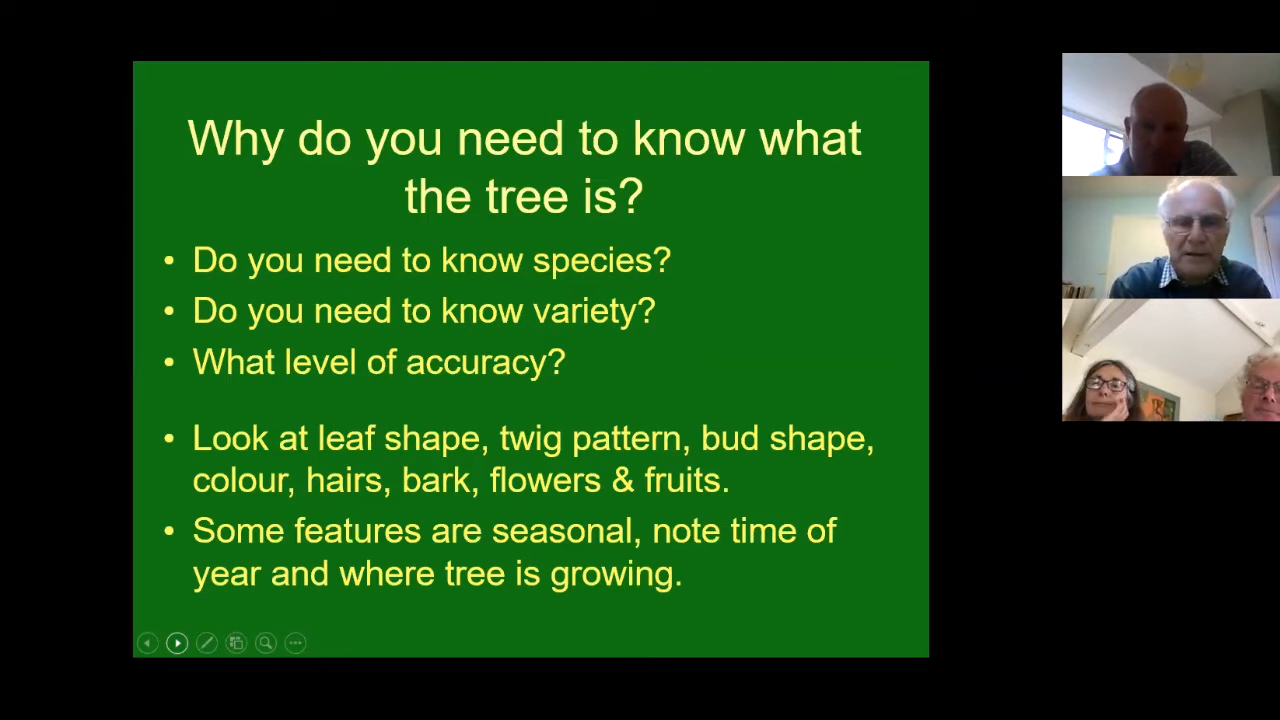 Why do you need to know what
the tree is?
• Do you need to know species?
• Do you need to know variety?
• What level of accuracy?
• Look at leaf shape, twig pattern, bud shape,
colour, hairs, bark, flowers & fruits.
• Some features are seasonal, note time of
year and where tree is growing.